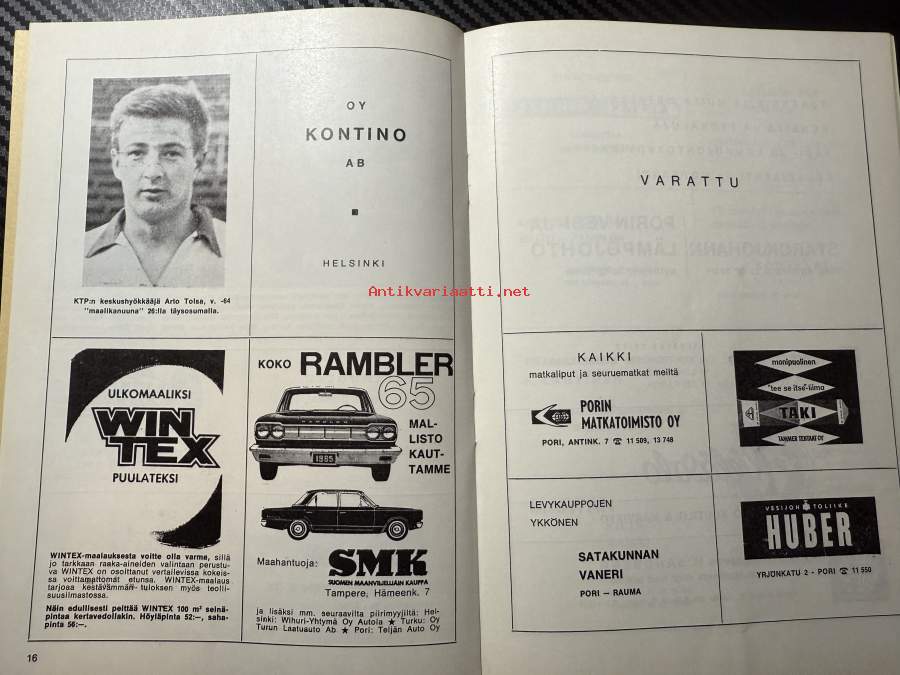 KTP:n keskushyökkääjä Arto Tolsa, v. -64
"maalikanuuna" 26:lla täysosumalla.
OY
KONTINO
AB
HELSINKI
ULKOMAALIKSI
WIN
TEX
PUULATEKSI
WINTEX-maalauksesta voitte olla varma, sillä
jo tarkkaan raaka-aineiden valintaan perustu-
va WINTEX on osoittanut vertailevissa kokeis-
sa voittamattomat etunsa. WINTEX-maalaus
tarjoaa kestävämmän tuloksen myös teolli-
suusilmastossa.
Näin edullisesti peittää WINTEX 100 m² seinä-
pintaa kertavedollakin. Höyläpinta 52:–, saha-
pinta 56:–.
KOKO RAMBLER
65
MAL-
LISTO
KAUT-
TAMME
RAMBLER
1965
Maahantuoja: SMK
SUOMEN MAANVILJELIJÄIN KAUPPA
Tampere, Hämeenk. 7
ja lisäksi mm. seuraavilta piirimyyjiltä: Hel-
sinki: Wihuri-Yhtymä Oy Autola ★ Turku: Oy
Turun Laatuauto Ab ★ Pori: Teljän Auto Oy
16
VARATTU
KAIKKI
matkaliput ja seuruematkat meiltä
PORIN
MATKATOIMISTO OY
PORI, ANTINK. 7 ☎ 11 509, 13 748
monipuolinen
"tee se itse"-liima
TÄKI
TAMMER TEHTAAT OY
LEVYKAUPPOJEN
YKKÖNEN
SATAKUNNAN
VANERI
PORI – RAUMA
VESIJOHTOLIIKE
HUBER
YRJÖNKATU 2 - PORI ☎ 11 550
Antikvariaatti.net